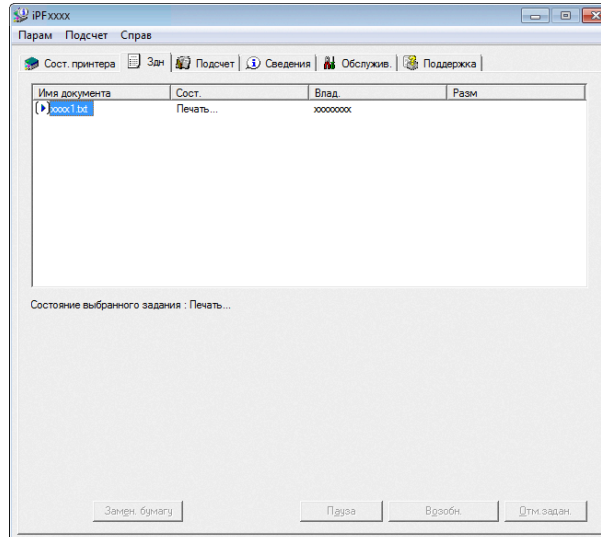 iPFxxxx
Парам Подсчет Справ
Сост. принтера Здн Подсчет Сведения Обслужив. Поддержка
Имя документа Сост. Влад. Разм
xxxx1.txt Печать... xxxxxxxx
Состояние выбранного задания : Печать...
Замен. бумагу Пауза Возобн. Отм.задан.